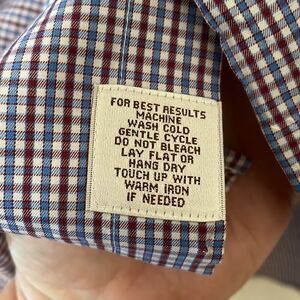 FOR BEST RESULTS
MACHINE
WASH COLD
GENTLE CYCLE
DO NOT BLEACH
LAY FLAT OR
HANG DRY
TOUCH UP WITH
WARM IRON
IF NEEDED